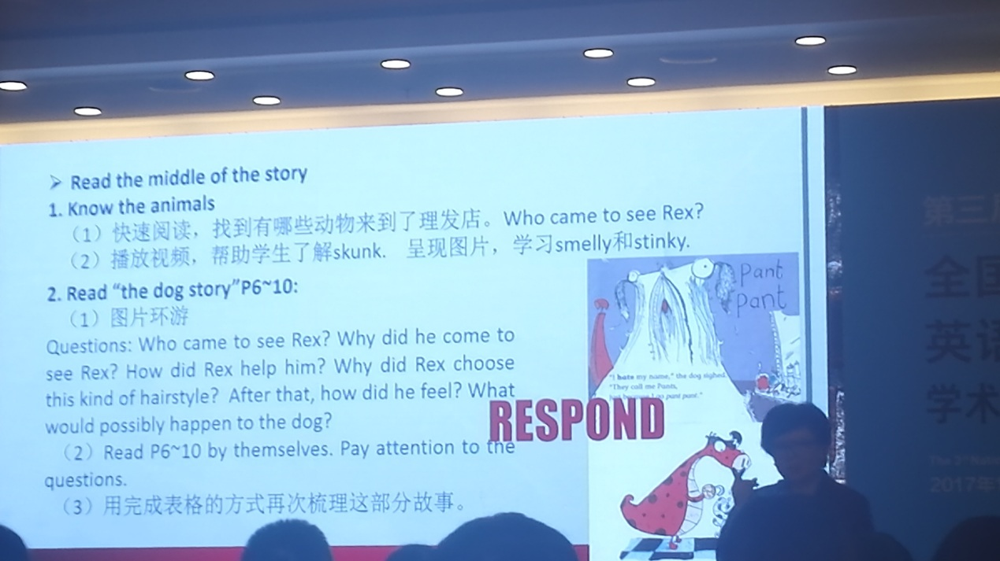 ➢ Read the middle of the story
1. Know the animals
（1）快速阅读，找到有哪些动物来到了理发店。Who came to see Rex?
（2）播放视频，帮助学生了解skunk. 呈现图片，学习smelly和stinky.
2. Read “the dog story”P6~10:
（1）图片环游
Questions: Who came to see Rex? Why did he come to
see Rex? How did Rex help him? Why did Rex choose
this kind of hairstyle? After that, how did he feel? What
would possibly happen to the dog?
（2）Read P6~10 by themselves. Pay attention to the
questions.
（3）用完成表格的方式再次梳理这部分故事。
Pant
pant
"I hate my name," the dog sighed.
"They call me Pants,
just because I go pant pant."
RESPOND
第三
全国
英语
学术
The 3rd
2017年